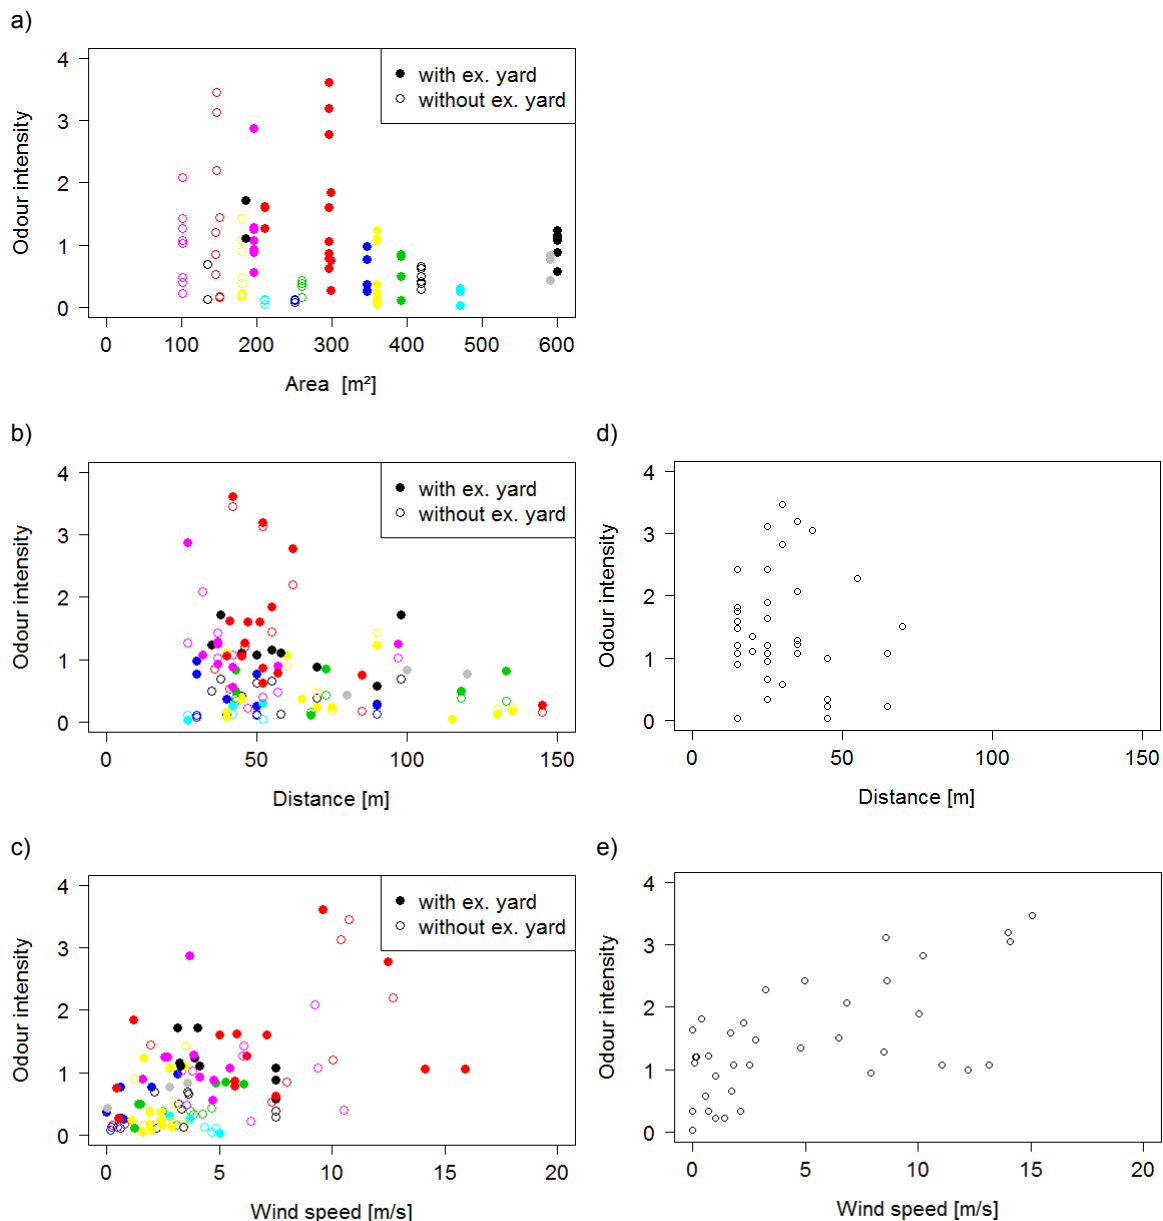 a)
4
3
2
1
0
Odour intensity
with ex. yard
without ex. yard
0 100 200 300 400 500 600
Area [m²]
b)
4
3
2
1
0
Odour intensity
with ex. yard
without ex. yard
0 50 100 150
Distance [m]
d)
4
3
2
1
0
Odour intensity
0 50 100 150
Distance [m]
c)
4
3
2
1
0
Odour intensity
with ex. yard
without ex. yard
0 5 10 15 20
Wind speed [m/s]
e)
4
3
2
1
0
Odour intensity
0 5 10 15 20
Wind speed [m/s]